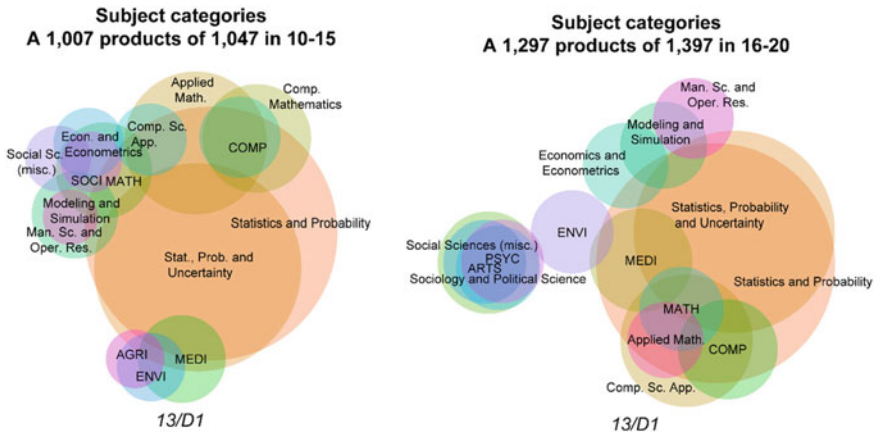 Subject categories
A 1,007 products of 1,047 in 10-15
Applied
Math.
Comp.
Mathematics
Econ. and
Econometrics
Comp. Sc.
App.
COMP
Social Sc.
(misc.)
SOCI
MATH
Modeling and
Simulation
Man. Sc. and
Oper. Res.
Statistics and Probability
Stat., Prob. and
Uncertainty
AGRI
MEDI
ENVI
13/D1
Subject categories
A 1,297 products of 1,397 in 16-20
Man. Sc. and
Oper. Res.
Modeling and
Simulation
Economics and
Econometrics
Statistics, Probability
and Uncertainty
ENVI
Social Sciences (misc.)
PSYC
ARTS
Sociology and Political Science
MEDI
Statistics and Probability
MATH
Applied Math.
COMP
Comp. Sc. App.
13/D1